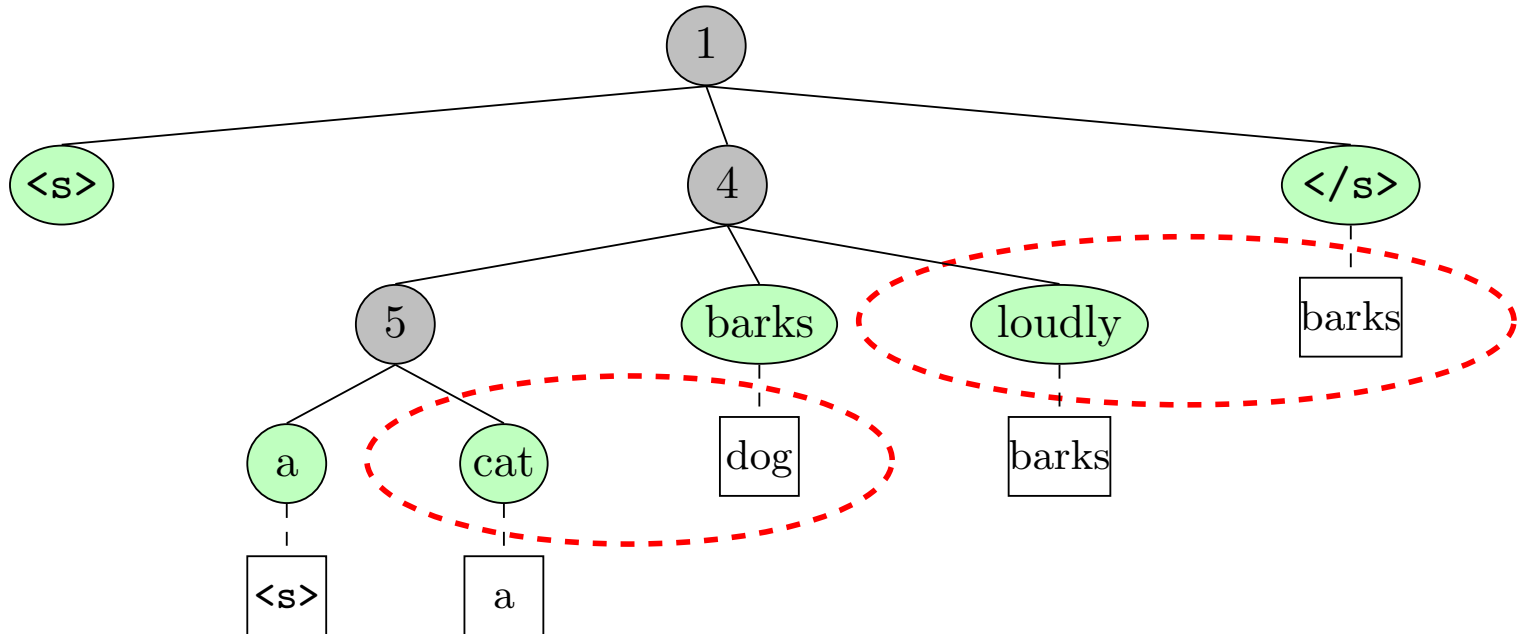 1
<s> 4 </s>
5 barks loudly barks
a cat dog barks
<s> a